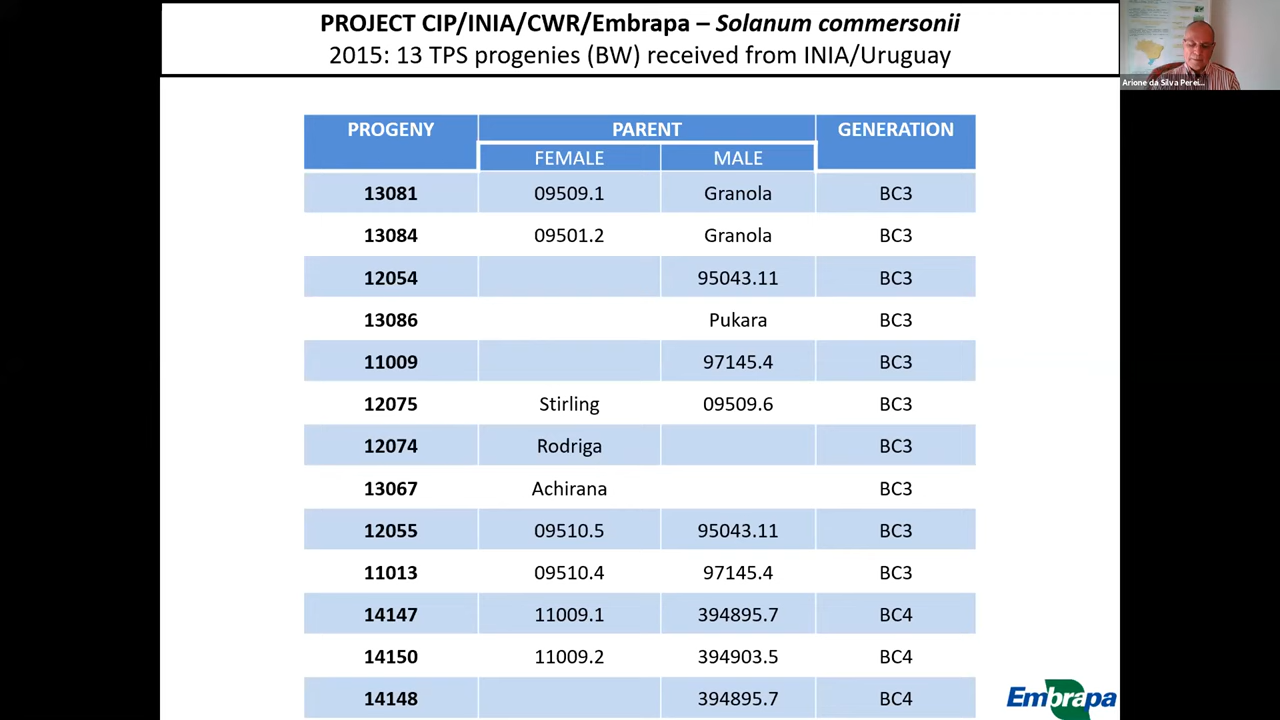 PROJECT CIP/INIA/CWR/Embrapa – Solanum commersonii
2015: 13 TPS progenies (BW) received from INIA/Uruguay
Arione da Silva Perei...
PROGENY PARENT GENERATION
FEMALE MALE
13081 09509.1 Granola BC3
13084 09501.2 Granola BC3
12054 95043.11 BC3
13086 Pukara BC3
11009 97145.4 BC3
12075 Stirling 09509.6 BC3
12074 Rodriga BC3
13067 Achirana BC3
12055 09510.5 95043.11 BC3
11013 09510.4 97145.4 BC3
14147 11009.1 394895.7 BC4
14150 11009.2 394903.5 BC4
14148 394895.7 BC4
Embrapa